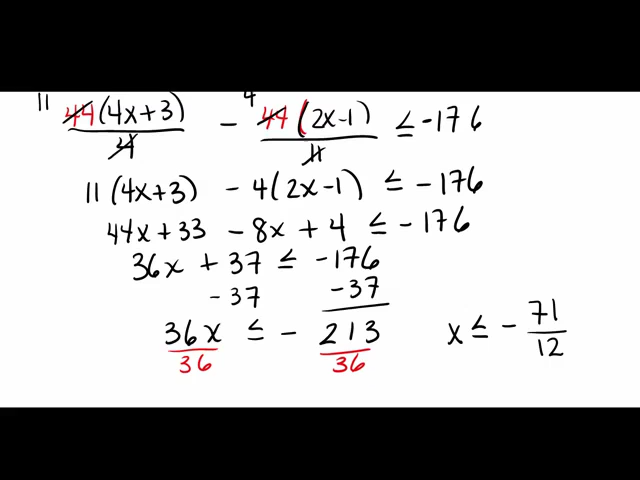 11 44(4x+3)/4 - 4 44(2x-1)/11 ≤ -176
11(4x+3) - 4(2x-1) ≤ -176
44x+33 - 8x + 4 ≤ -176
36x + 37 ≤ -176
-37 -37
36x/36 ≤ - 213/36 x ≤ - 71/12